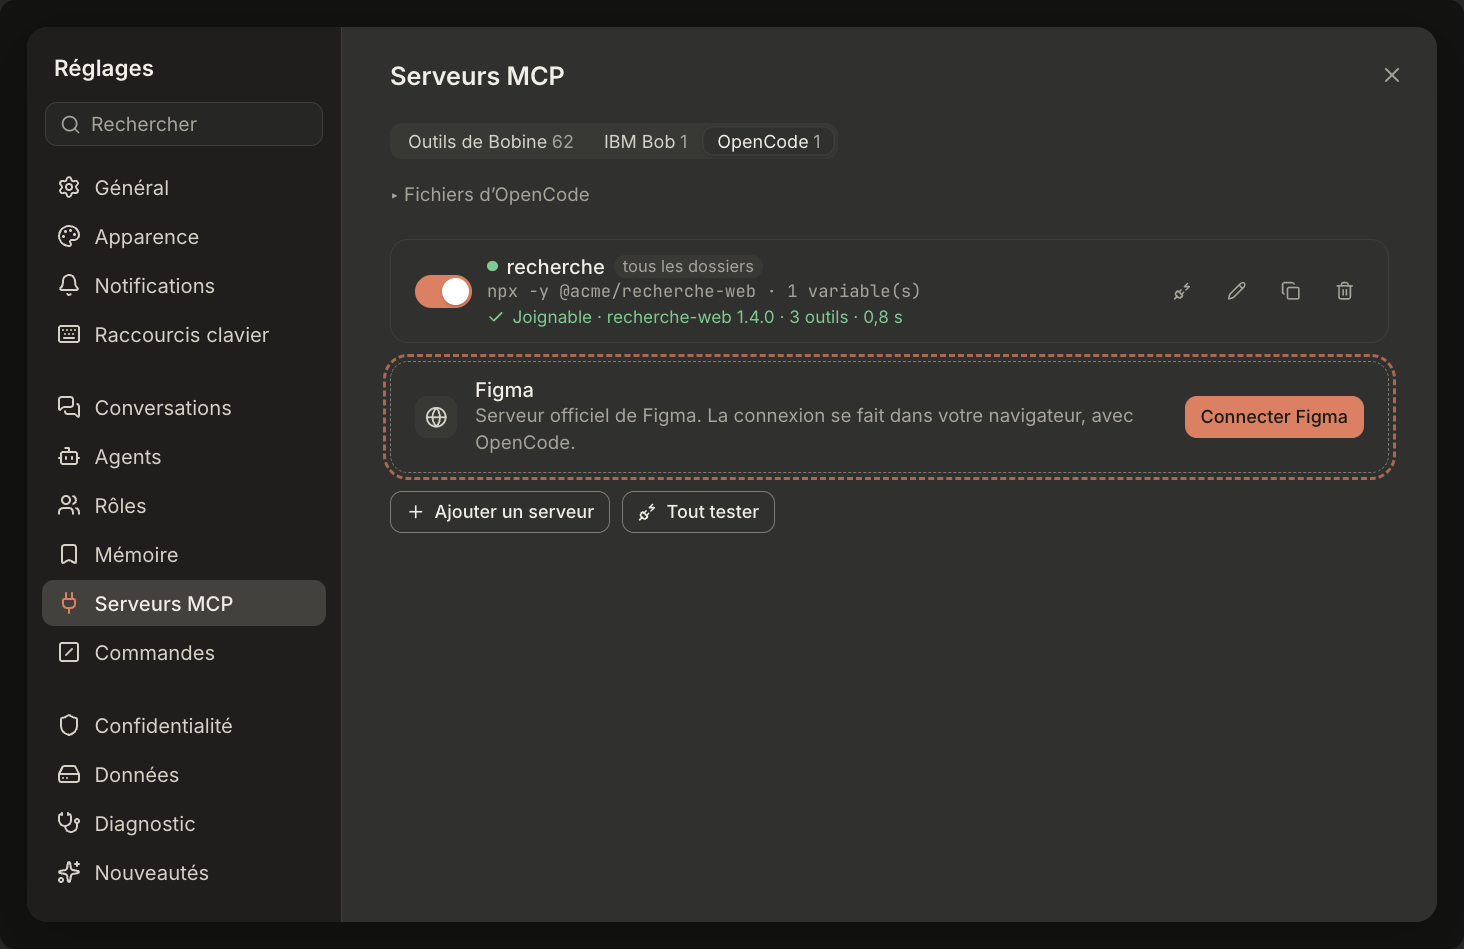 Réglages
Rechercher
Général
Apparence
Notifications
Raccourcis clavier
Conversations
Agents
Rôles
Mémoire
Serveurs MCP
Commandes
Confidentialité
Données
Diagnostic
Nouveautés
Serveurs MCP
Outils de Bobine 62 IBM Bob 1 OpenCode 1
Fichiers d’OpenCode
recherche tous les dossiers
npx -y @acme/recherche-web · 1 variable(s)
Joignable · recherche-web 1.4.0 · 3 outils · 0,8 s
Figma
Serveur officiel de Figma. La connexion se fait dans votre navigateur, avec
OpenCode.
Connecter Figma
Ajouter un serveur
Tout tester